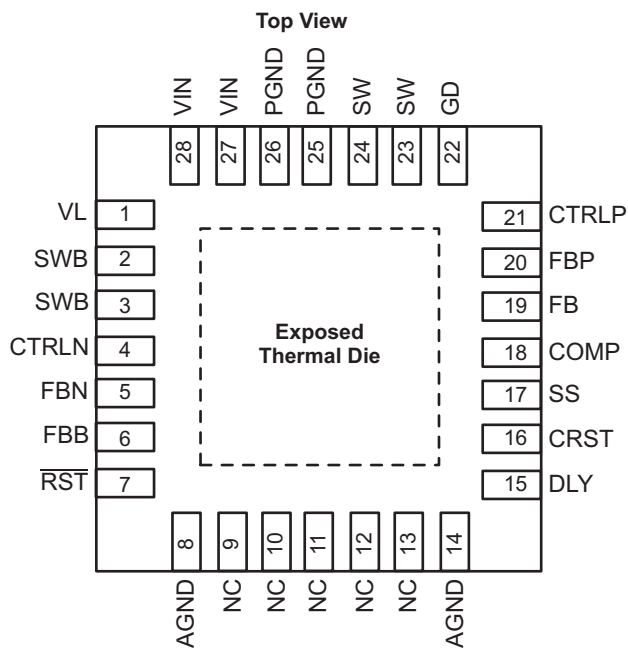 Top View
VIN
VIN
PGND
PGND
SW
SW
GD
28
27
26
25
24
23
22
VL 1
SWB 2
SWB 3
CTRLN 4
FBN 5
FBB 6
R̅S̅T̅ 7
Exposed
Thermal Die
21 CTRLP
20 FBP
19 FB
18 COMP
17 SS
16 CRST
15 DLY
8
9
10
11
12
13
14
AGND
NC
NC
NC
NC
NC
AGND